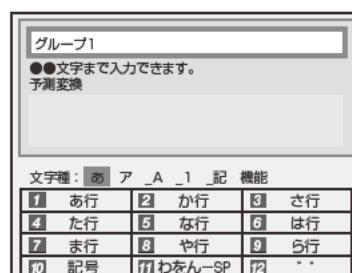 グループ1
●●文字まで入力できます。
予測変換
文字種: あ ア _A _1 _記 機能
1 あ行 2 か行 3 さ行
4 た行 5 な行 6 は行
7 ま行 8 や行 9 ら行
10 記号 11 わをん-SP 12 ゛゜